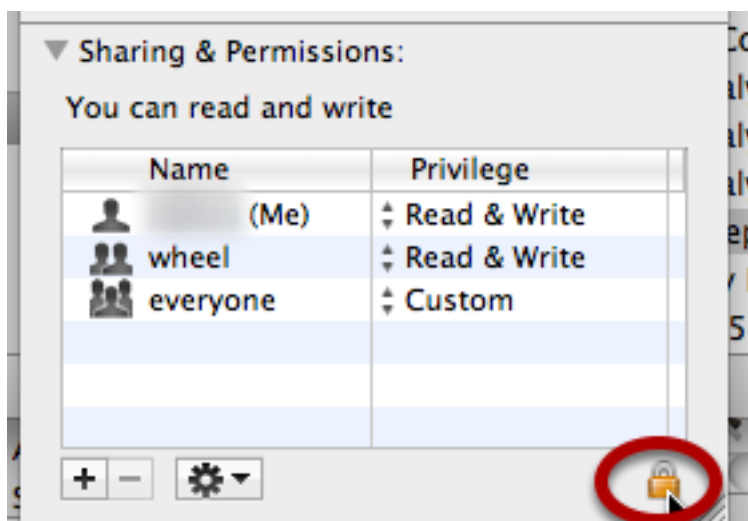 Sharing & Permissions:
You can read and write
Name Privilege
(Me) Read & Write
wheel Read & Write
everyone Custom